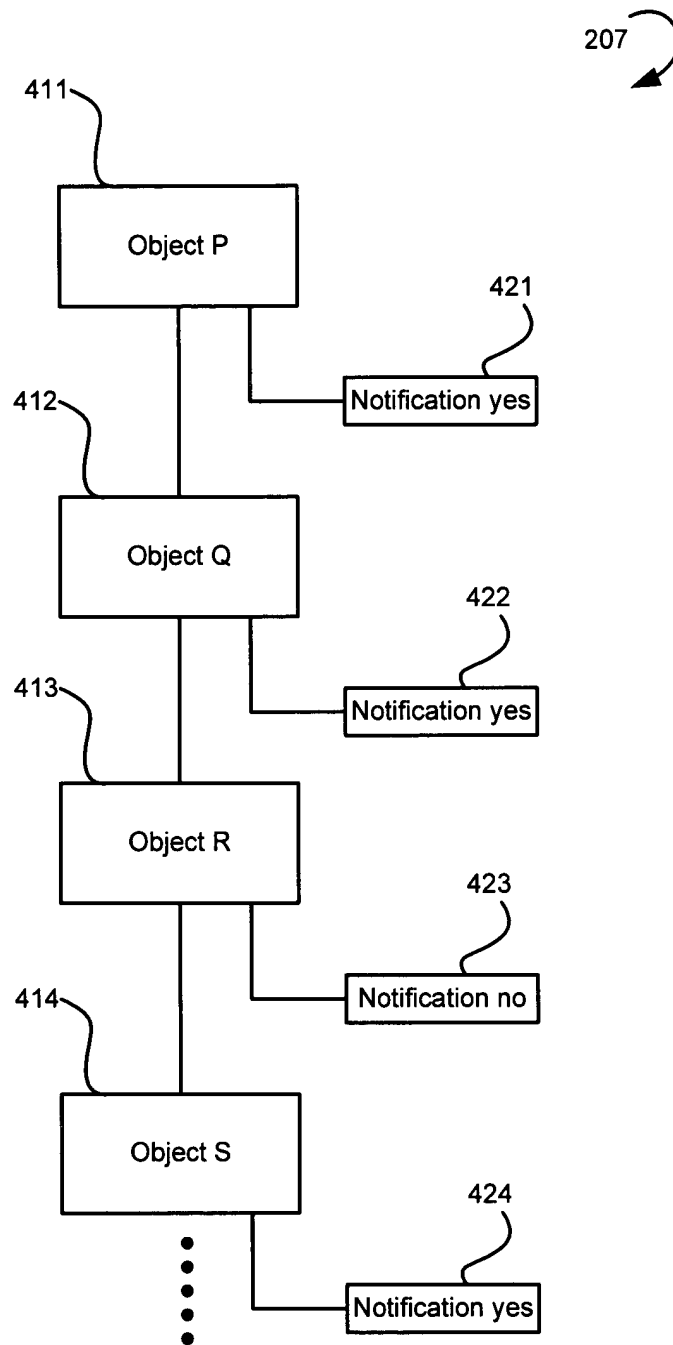 207
411
Object P
421
Notification yes
412
Object Q
422
Notification yes
413
Object R
423
Notification no
414
Object S
424
Notification yes